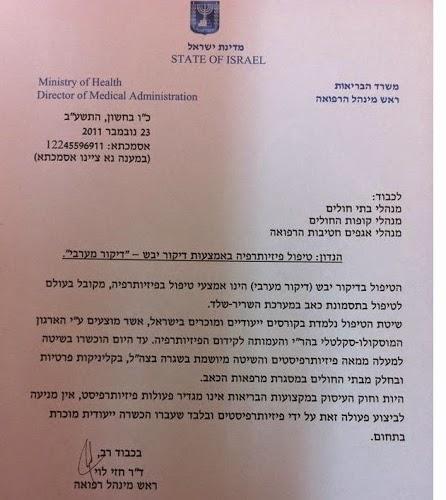 מדינת ישראל
STATE OF ISRAEL
Ministry of Health
Director of Medical Administration
משרד הבריאות
ראש מינהל הרפואה
כ"ו בחשון, התשע"ב
23 נובמבר 2011
אסמכתא: 12245596911
(במענה נא ציינו אסמכתא)
לכבוד:
מנהלי בתי חולים
מנהלי קופות החולים
מנהלי אגפים חטיבות הרפואה
הנדון: טיפול פיזיותרפיה באמצעות דיקור יבש – "דיקור מערבי".
הטיפול בדיקור יבש (דיקור מערבי) הינו אמצעי טיפול בפיזיותרפיה, מקובל בעולם
לטיפול בתסמונת כאב במערכת השריר-שלד.
שיטת הטיפול נלמדת בקורסים ייעודיים ומוכרים בישראל, אשר מוצעים ע"י הארגון
המוסקולו-סקלטלי בהר"י והעמותה לקידום הפיזיותרפיה. עד היום הוכשרו בשיטה
למעלה ממאה פיזיותרפיסטים והשיטה מיושמת בשגרה בצה"ל, בקליניקות פרטיות
ובחלק מבתי החולים במסגרת מרפאות הכאב.
היות וחוק העיסוק במקצועות הבריאות אינו מגדיר פעולות פיזיותרפיסט, אין מניעה
לביצוע פעולה זאת על ידי פיזיותרפיסטים ובלבד שעברו הכשרה ייעודית מוכרת
בתחום.
בכבוד רב,
ד"ר חזי לוי
ראש מינהל רפואה